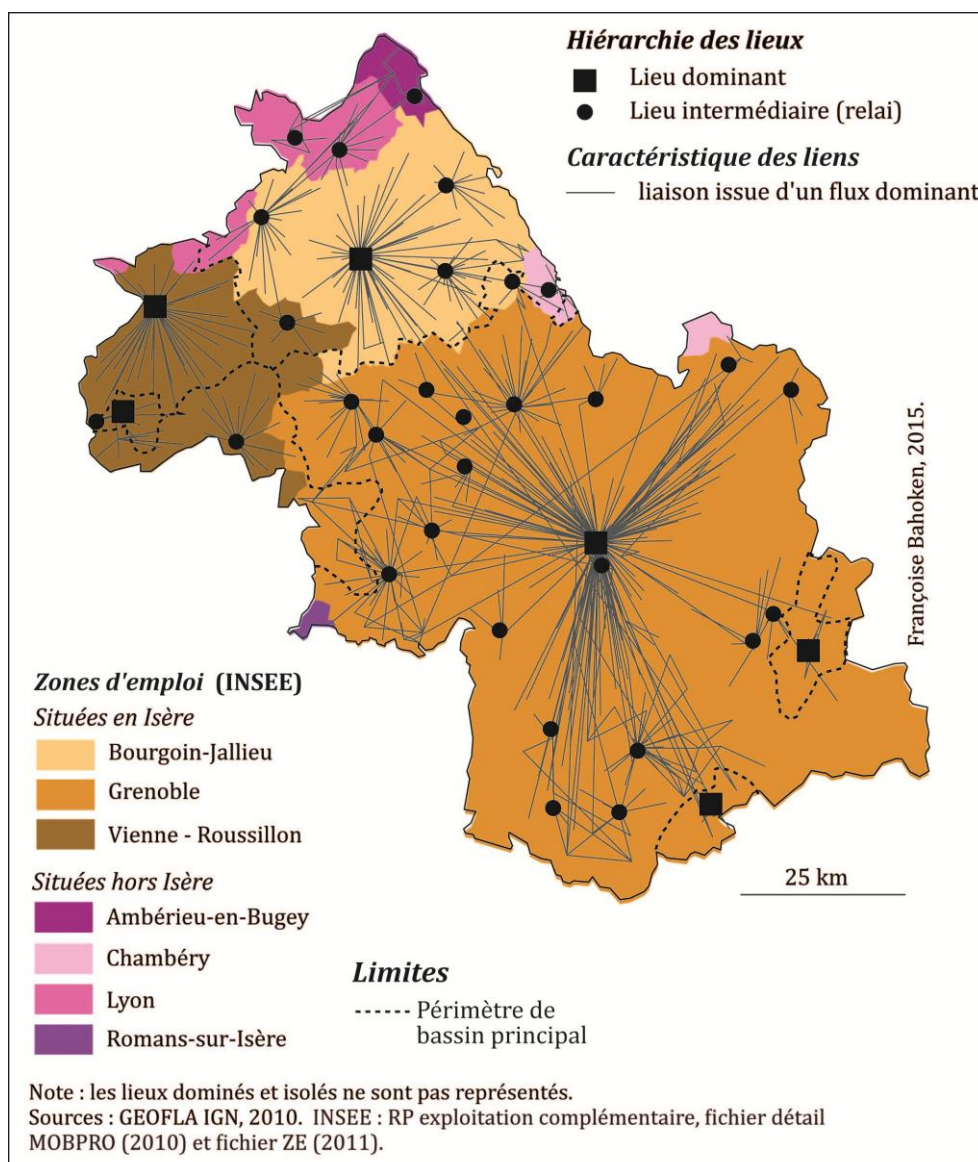 Hiérarchie des lieux
Lieu dominant
Lieu intermédiaire (relai)
Caractéristique des liens
liaison issue d'un flux dominant
Françoise Bahoken, 2015.
Zones d'emploi (INSEE)
Situées en Isère
Bourgoin-Jallieu
Grenoble
Vienne - Roussillon
Situées hors Isère
Ambérieu-en-Bugey
Chambéry
Lyon
Romans-sur-Isère
25 km
Limites
Périmètre de
bassin principal
Note : les lieux dominés et isolés ne sont pas représentés.
Sources : GEOFLA IGN, 2010. INSEE : RP exploitation complémentaire, fichier détail
MOBPRO (2010) et fichier ZE (2011).